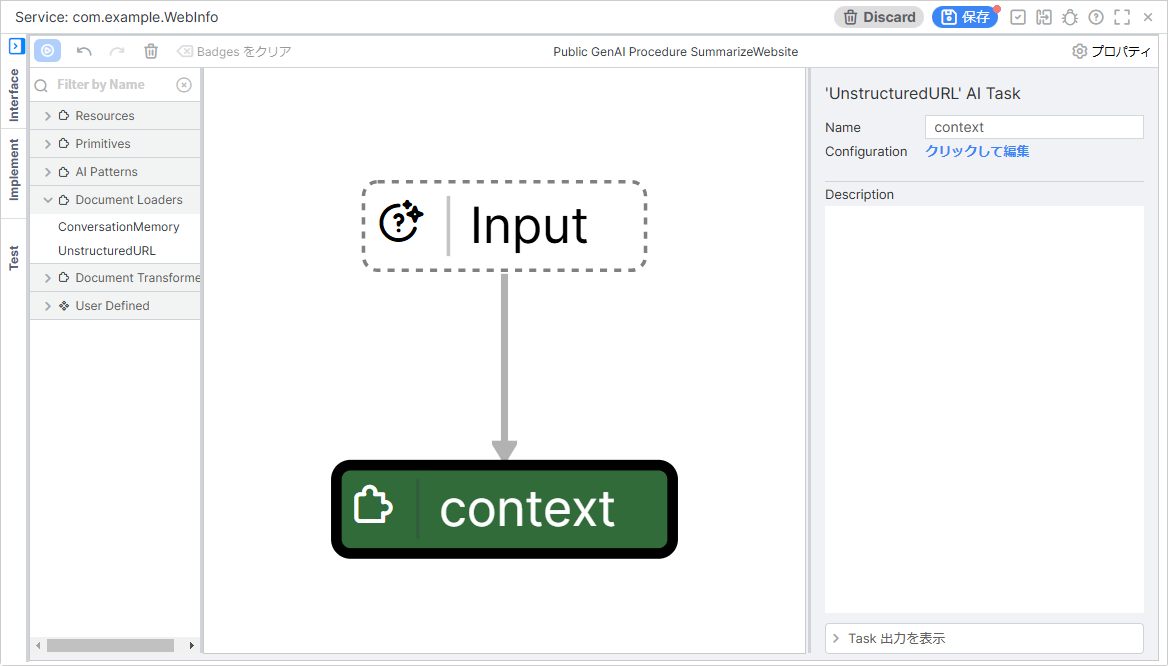 Service: com.example.WebInfo
Discard
保存
Badges をクリア
Public GenAI Procedure SummarizeWebsite
プロパティ
Interface
Implement
Test
Filter by Name
Resources
Primitives
AI Patterns
Document Loaders
ConversationMemory
UnstructuredURL
Document Transforme
User Defined
Input
context
'UnstructuredURL' AI Task
Name
context
Configuration
クリックして編集
Description
Task 出力を表示